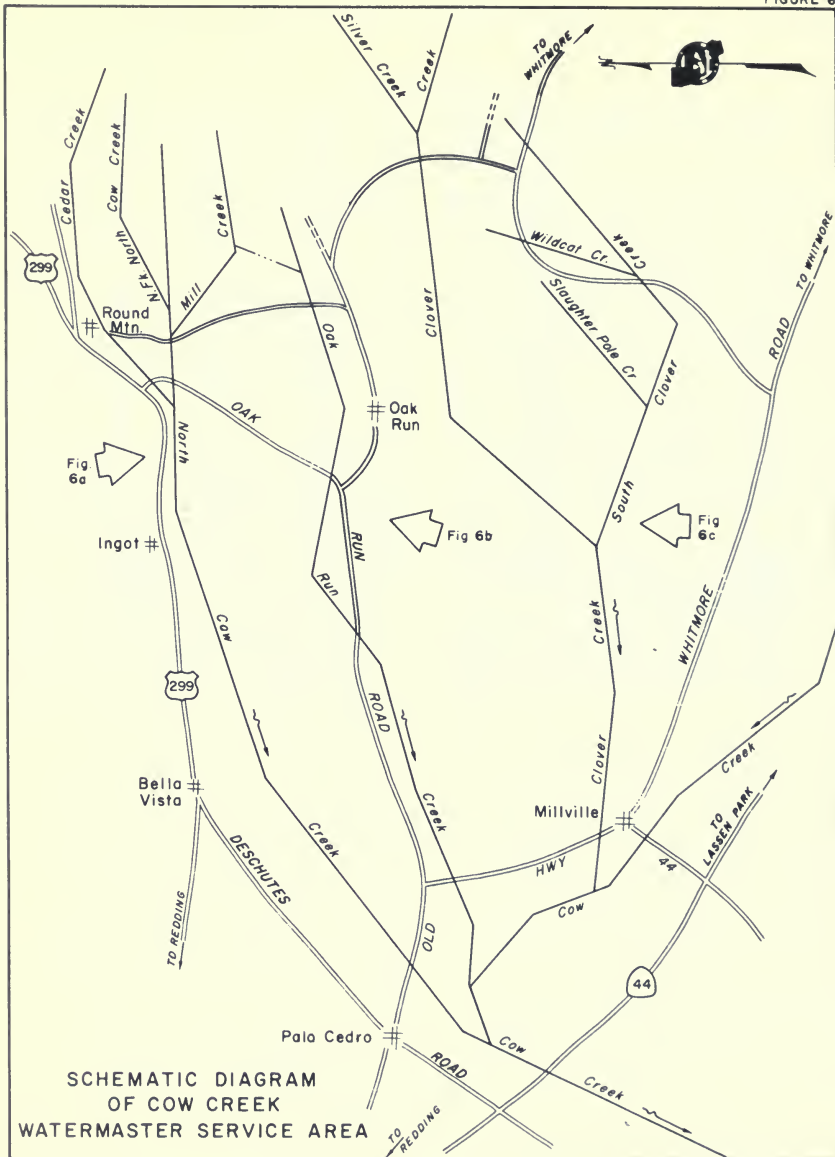 FIGURE 6
Silver Creek
Creek
TO
WHITMORE
Cedar Creek
Cow Creek
N.Fk North
Mill Creek
299
Round
Mtn.
Wildcat Cr.
Creek
Slaughter Pole Cr
Clover
Clover
TO WHITMORE
ROAD
Oak
OAK
Oak
Run
North
Fig.
6a
Ingot
RUN
Run
Fig 6b
South
Fig
6c
Cow
Creek
WHITMORE
299
ROAD
Clover
Creek
Bella
Vista
Creek
Creek
Millville
TO
LASSEN PARK
DESCHUTES
HWY
44
Cow
TO REDDING
OLD
44
Palo Cedro
Cow
ROAD
Creek
SCHEMATIC DIAGRAM
OF COW CREEK
WATERMASTER SERVICE AREA
TO
REDDING